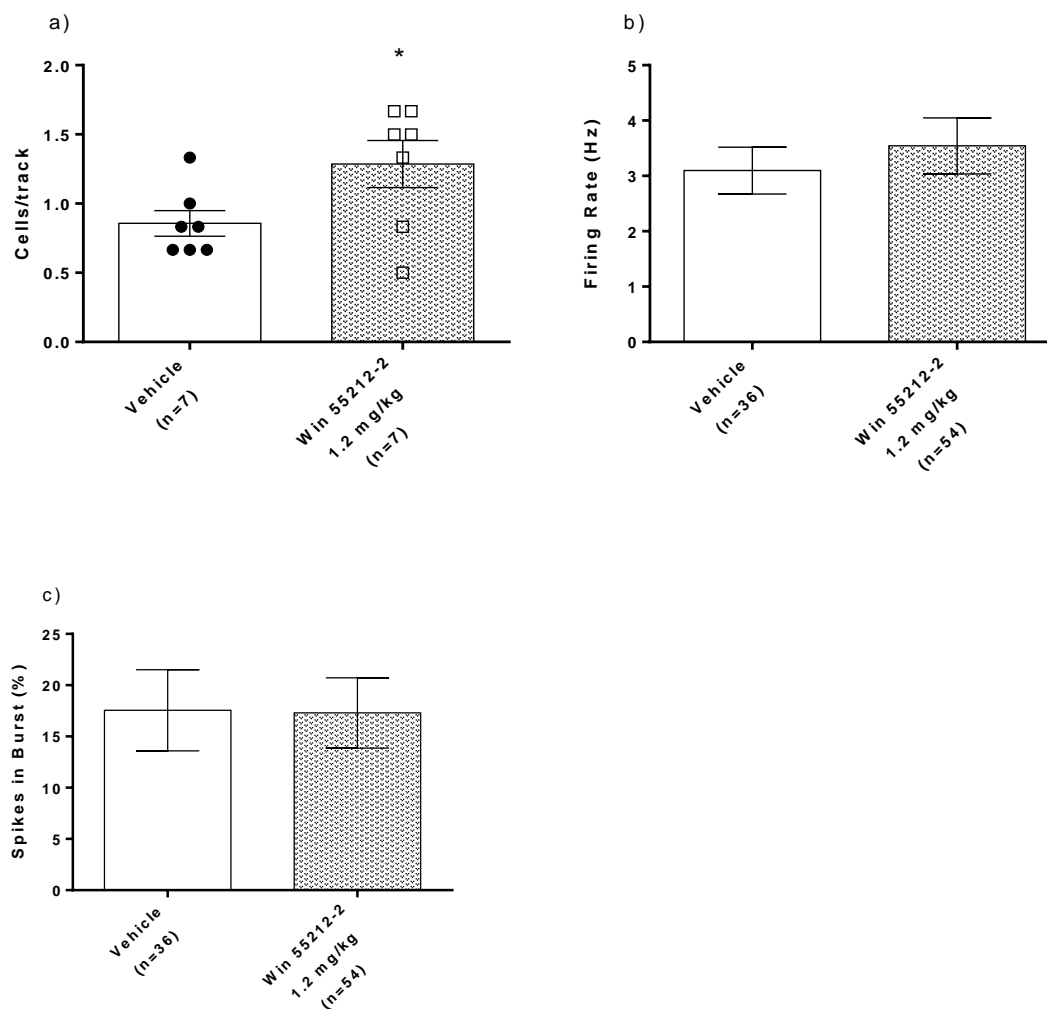 a)
*
Cells/track
2.0
1.5
1.0
0.5
0.0
Vehicle
(n=7)
Win 55212-2
1.2 mg/kg
(n=7)
b)
Firing Rate (Hz)
5
4
3
2
1
0
Vehicle
(n=36)
Win 55212-2
1.2 mg/kg
(n=54)
c)
Spikes in Burst (%)
25
20
15
10
5
0
Vehicle
(n=36)
Win 55212-2
1.2 mg/kg
(n=54)